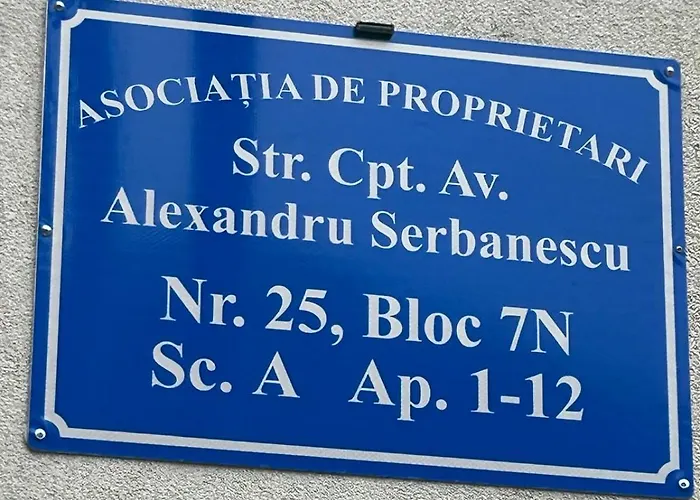 ASOCIAȚIA DE PROPRIETARI
Str. Cpt. Av.
Alexandru Serbanescu
Nr. 25, Bloc 7N
Sc. A Ap. 1-12